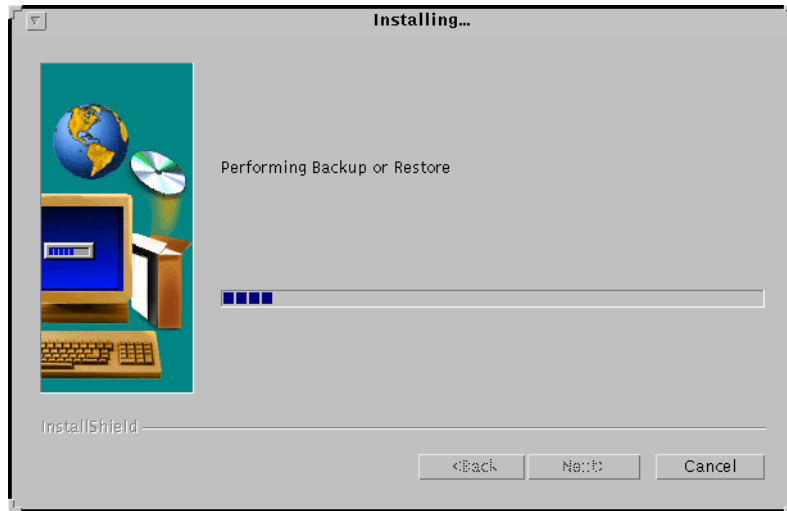 Installing...
Performing Backup or Restore
InstallShield
<Back Next> Cancel